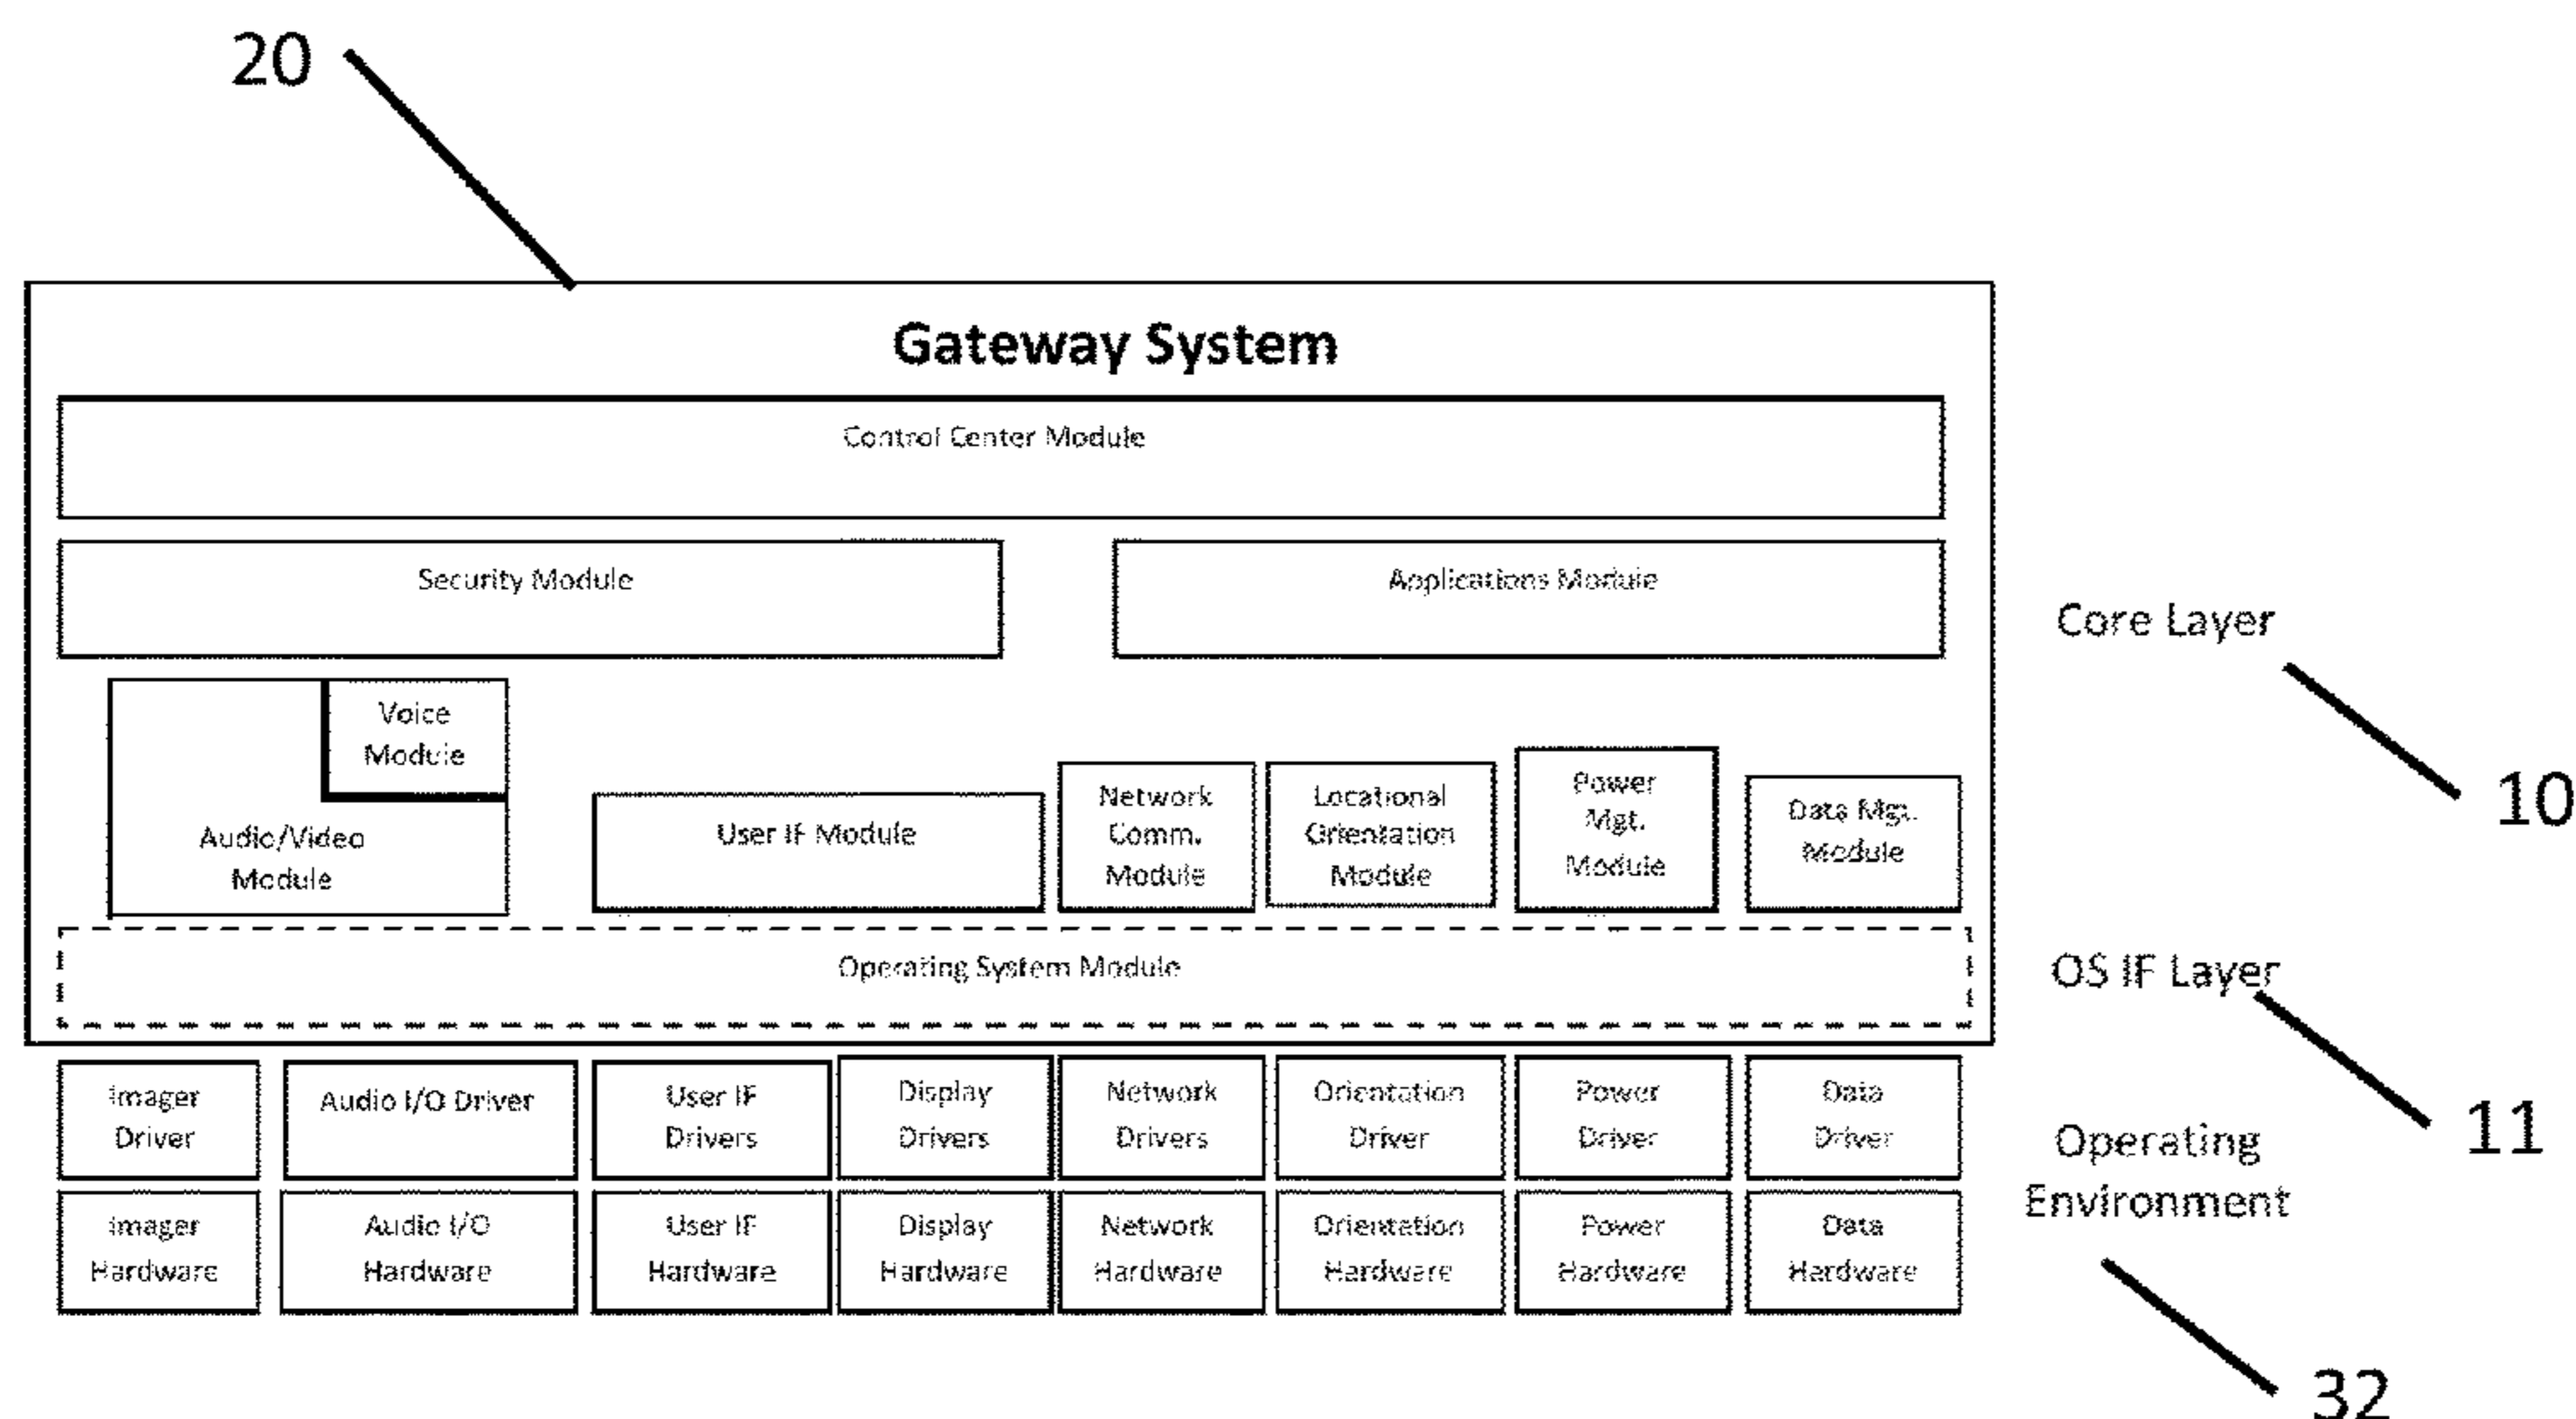 20
Gateway System
Control Center Module
Security Module
Applications Module
Core Layer
10
Voice
Module
Audio/Video
Module
User IF Module
Network
Comm.
Module
Locational
Orientation
Module
Power
Mgt.
Module
Data Mgt.
Module
Operating System Module
OS IF Layer
11
Imager
Driver
Audio I/O Driver
User IF
Drivers
Display
Drivers
Network
Drivers
Orientation
Driver
Power
Driver
Data
Driver
Operating
Environment
32
Imager
Hardware
Audio I/O
Hardware
User IF
Hardware
Display
Hardware
Network
Hardware
Orientation
Hardware
Power
Hardware
Data
Hardware